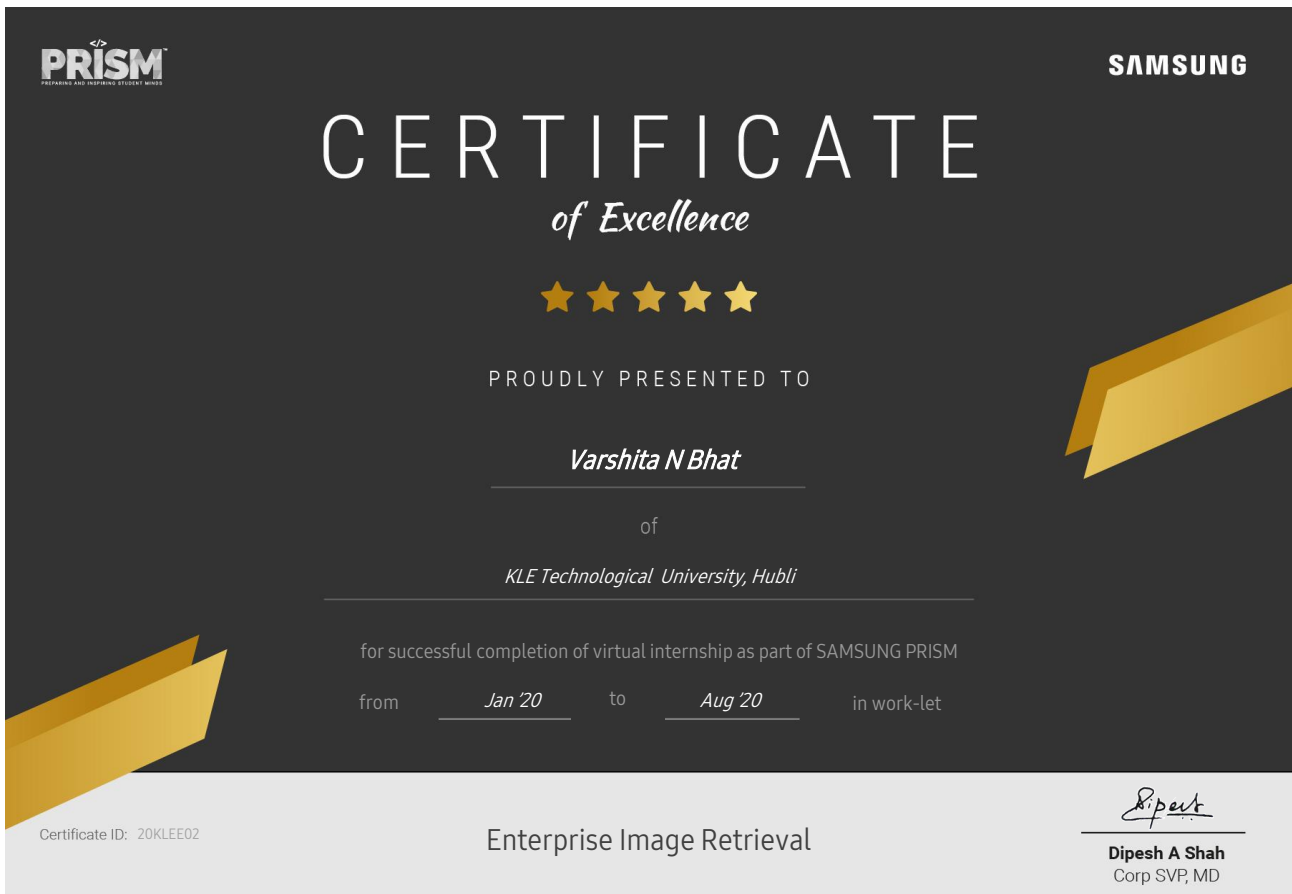 </>
PRISM™
PREPARING AND INSPIRING STUDENT MINDS
SAMSUNG
CERTIFICATE
of Excellence
PROUDLY PRESENTED TO
Varshita N Bhat
of
KLE Technological University, Hubli
for successful completion of virtual internship as part of SAMSUNG PRISM
from Jan '20 to Aug '20 in work-let
Dipesh
Certificate ID: 20KLEE02
Enterprise Image Retrieval
Dipesh A Shah
Corp SVP, MD